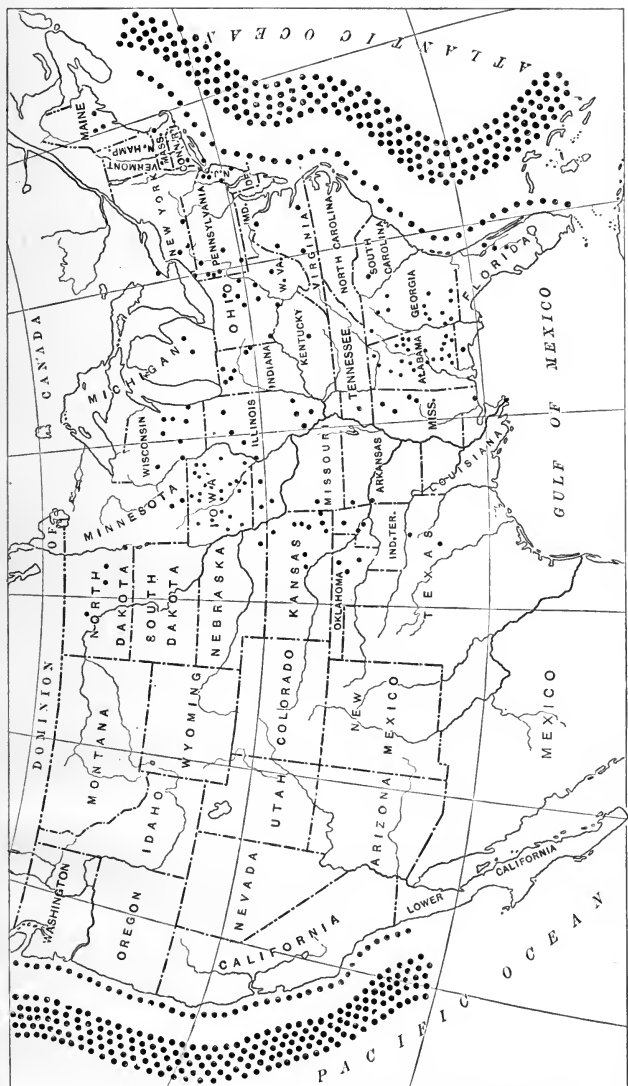 DOMINION OF CANADA
WASHINGTON
OREGON
CALIFORNIA
NEVADA
IDAHO
MONTANA
WYOMING
UTAH
COLORADO
ARIZONA
NEW MEXICO
NORTH DAKOTA
SOUTH DAKOTA
NEBRASKA
KANSAS
OKLAHOMA
IND. TER.
TEXAS
MINNESOTA
IOWA
MISSOURI
ARKANSAS
LOUISIANA
WISCONSIN
ILLINOIS
MICHIGAN
INDIANA
OHIO
KENTUCKY
TENNESSEE
MISS.
ALABAMA
GEORGIA
FLORIDA
SOUTH CAROLINA
NORTH CAROLINA
VIRGINIA
W. VA.
MD.
DEL.
PENNSYLVANIA
N.J.
NEW YORK
CONN.
R.I.
MASS.
VERMONT
N. HAMP.
MAINE
LOWER CALIFORNIA
MEXICO
GULF OF MEXICO
PACIFIC OCEAN
ATLANTIC OCEAN